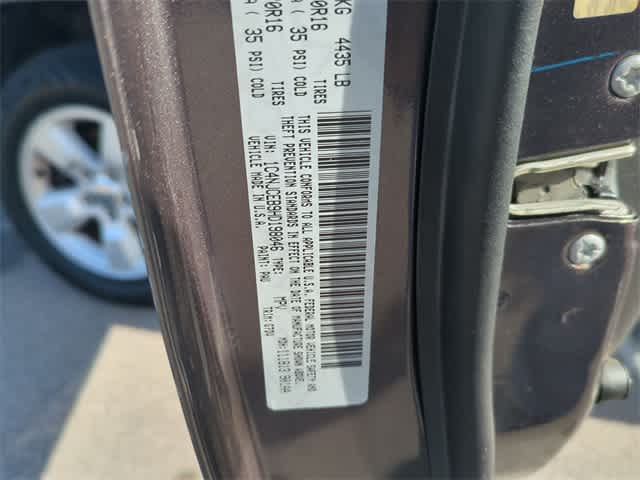 KG 4435 LB
0R16 TIRES
( 35 PSI) COLD
0R16 TIRES
( 35 PSI) COLD
THIS VEHICLE CONFORMS TO ALL APPLICABLE U.S.A. FEDERAL MOTOR VEHICLE SAFETY AND
THEFT PREVENTION STANDARDS IN EFFECT ON THE DATE OF MANUFACTURE SHOWN ABOVE.
VIN: TYPE: MPV
VEHICLE MADE IN U.S.A. PAINT: PAU